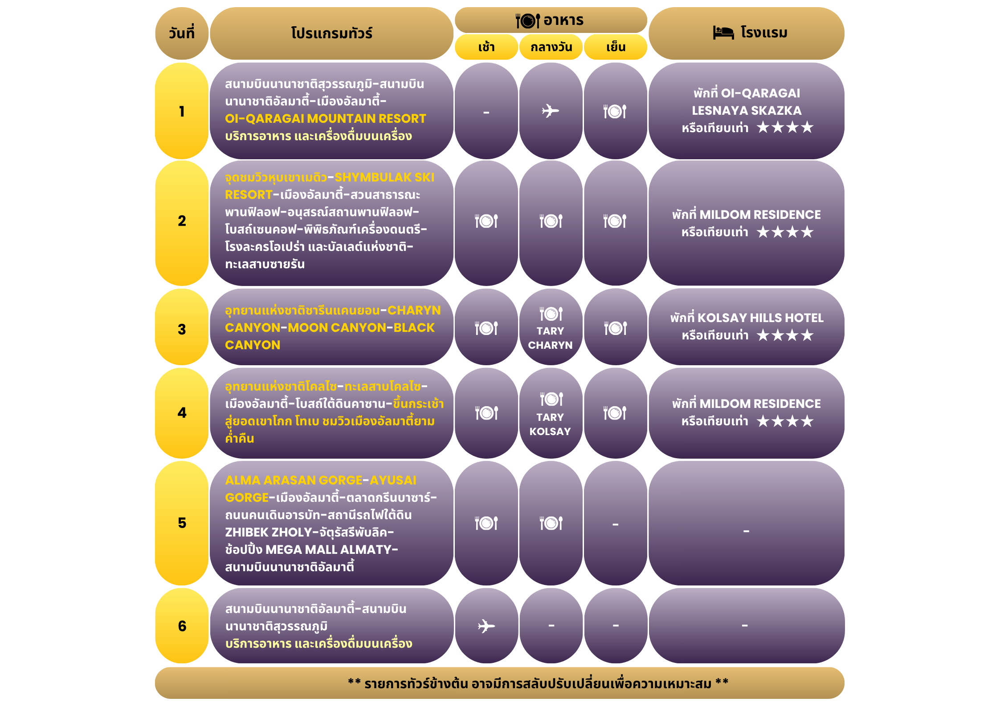 วันที่
โปรแกรมทัวร์
อาหาร
เช้า
กลางวัน
เย็น
โรงแรม
1
สนามบินนานาชาติสุวรรณภูมิ-สนามบิน
นานาชาติอัลมาตี้-เมืองอัลมาตี้-
OI-QARAGAI MOUNTAIN RESORT
บริการอาหาร และเครื่องดื่มบนเครื่อง
-
พักที่ OI-QARAGAI
LESNAYA SKAZKA
หรือเทียบเท่า ★★★★
2
จุดชมวิวหุบเขาเมดิว-SHYMBULAK SKI
RESORT-เมืองอัลมาตี้-สวนสาธารณะ
พานฟิลอฟ-อนุสรณ์สถานพานฟิลอฟ-
โบสถ์เซนคอฟ-พิพิธภัณฑ์เครื่องดนตรี-
โรงละครโอเปร่า และบัลเลต์แห่งชาติ-
ทะเลสาบซายรัน
พักที่ MILDOM RESIDENCE
หรือเทียบเท่า ★★★★
3
อุทยานแห่งชาติชารีนแคนยอน-CHARYN
CANYON-MOON CANYON-BLACK
CANYON
TARY
CHARYN
พักที่ KOLSAY HILLS HOTEL
หรือเทียบเท่า ★★★★
4
อุทยานแห่งชาติโคลไซ-ทะเลสาบโคลไซ-
เมืองอัลมาตี้-โบสถ์ใต้ดินคาซาน-ขึ้นกระเช้า
สู่ยอดเขาโกก โทเบ ชมวิวเมืองอัลมาตี้ยาม
ค่ำคืน
TARY
KOLSAY
พักที่ MILDOM RESIDENCE
หรือเทียบเท่า ★★★★
5
ALMA ARASAN GORGE-AYUSAI
GORGE-เมืองอัลมาตี้-ตลาดกรีนบาซาร์-
ถนนคนเดินอารบัท-สถานีรถไฟใต้ดิน
ZHIBEK ZHOLY-จัตุรัสรีพับลิค-
ช้อปปิ้ง MEGA MALL ALMATY-
สนามบินนานาชาติอัลมาตี้
-
-
6
สนามบินนานาชาติอัลมาตี้-สนามบิน
นานาชาติสุวรรณภูมิ
บริการอาหาร และเครื่องดื่มบนเครื่อง
-
-
-
** รายการทัวร์ข้างต้น อาจมีการสลับปรับเปลี่ยนเพื่อความเหมาะสม **